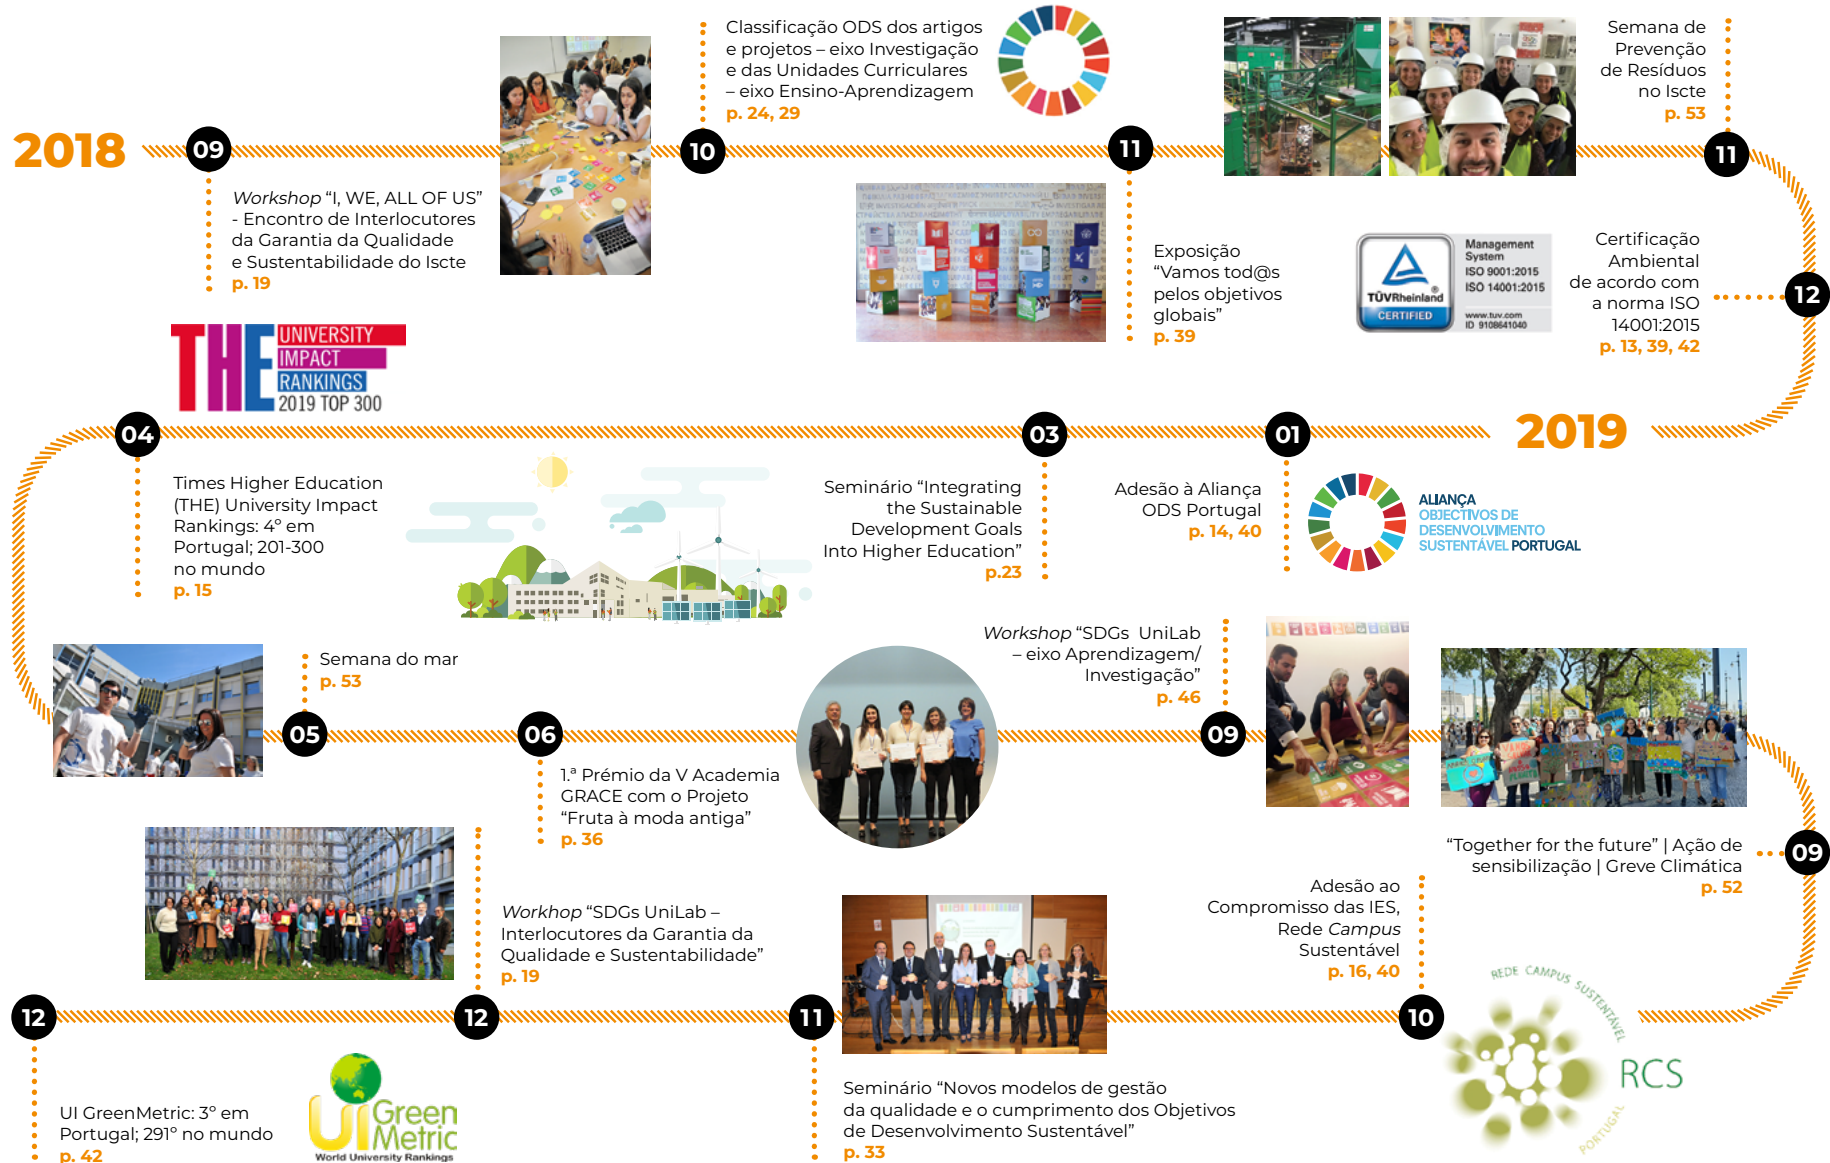 2018
09
Workshop “I, WE, ALL OF US”
- Encontro de Interlocutores
da Garantia da Qualidade
e Sustentabilidade do Iscte
p. 19
10
Classificação ODS dos artigos
e projetos – eixo Investigação
e das Unidades Curriculares
– eixo Ensino-Aprendizagem
p. 24, 29
11
Exposição
“Vamos tod@s
pelos objetivos
globais”
p. 39
11
Semana de
Prevenção
de Resíduos
no Iscte
p. 53
12
Certificação
Ambiental
de acordo com
a norma ISO
14001:2015
p. 13, 39, 42
TÜVRheinland®
CERTIFIED
Management
System
ISO 9001:2015
ISO 14001:2015
www.tuv.com
ID 9108641040
2019
01
Adesão à Aliança
ODS Portugal
p. 14, 40
ALIANÇA
OBJECTIVOS DE
DESENVOLVIMENTO
SUSTENTÁVEL PORTUGAL
03
Seminário “Integrating
the Sustainable
Development Goals
Into Higher Education”
p.23
04
THE UNIVERSITY
IMPACT
RANKINGS
2019 TOP 300
Times Higher Education
(THE) University Impact
Rankings: 4º em
Portugal; 201-300
no mundo
p. 15
05
Semana do mar
p. 53
06
1.ª Prémio da V Academia
GRACE com o Projeto
“Fruta à moda antiga”
p. 36
09
Workshop “SDGs UniLab
– eixo Aprendizagem/
Investigação”
p. 46
09
“Together for the future” | Ação de
sensibilização | Greve Climática
p. 52
10
Adesão ao
Compromisso das IES,
Rede Campus
Sustentável
p. 16, 40
REDE CAMPUS SUSTENTÁVEL
RCS
PORTUGAL
11
Seminário “Novos modelos de gestão
da qualidade e o cumprimento dos Objetivos
de Desenvolvimento Sustentável”
p. 33
12
Workhop “SDGs UniLab –
Interlocutores da Garantia da
Qualidade e Sustentabilidade”
p. 19
12
UI GreenMetric: 3º em
Portugal; 291º no mundo
p. 42
UI Green
Metric
World University Rankings